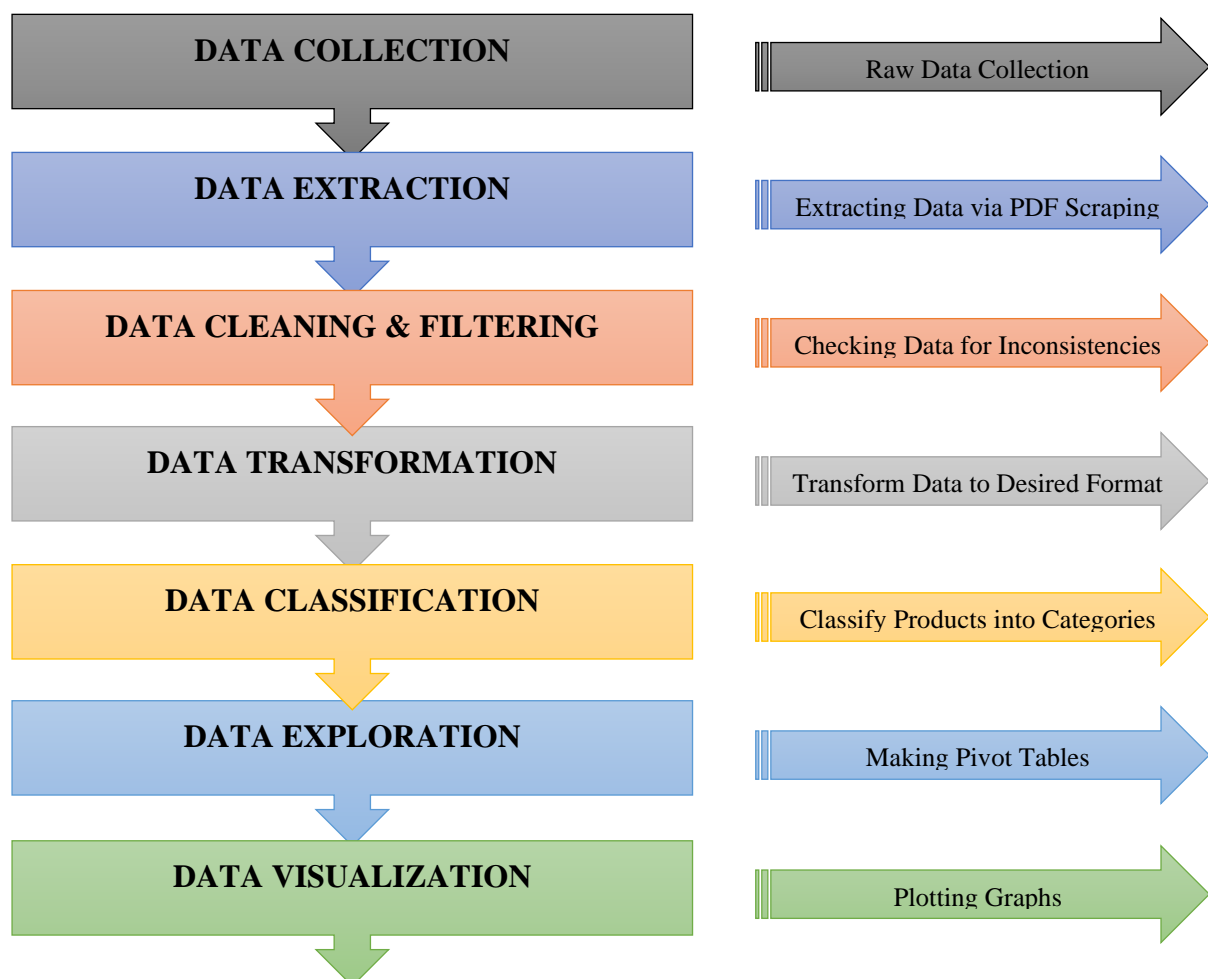 DATA COLLECTION
Raw Data Collection
DATA EXTRACTION
Extracting Data via PDF Scraping
DATA CLEANING & FILTERING
Checking Data for Inconsistencies
DATA TRANSFORMATION
Transform Data to Desired Format
DATA CLASSIFICATION
Classify Products into Categories
DATA EXPLORATION
Making Pivot Tables
DATA VISUALIZATION
Plotting Graphs